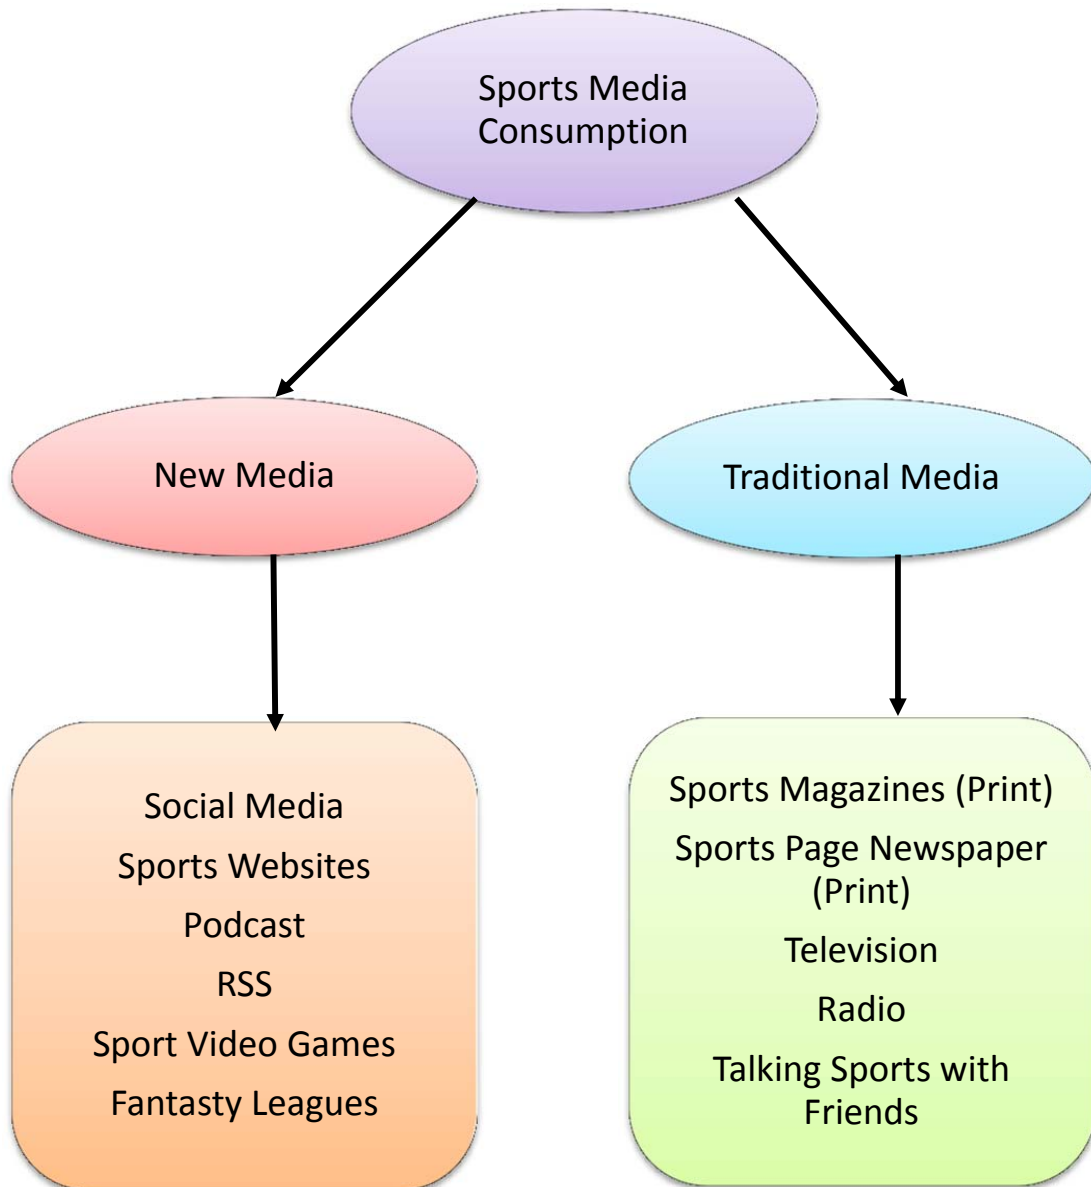 Sports Media
Consumption
New Media
Traditional Media
Social Media
Sports Websites
Podcast
RSS
Sport Video Games
Fantasty Leagues
Sports Magazines (Print)
Sports Page Newspaper
(Print)
Television
Radio
Talking Sports with
Friends